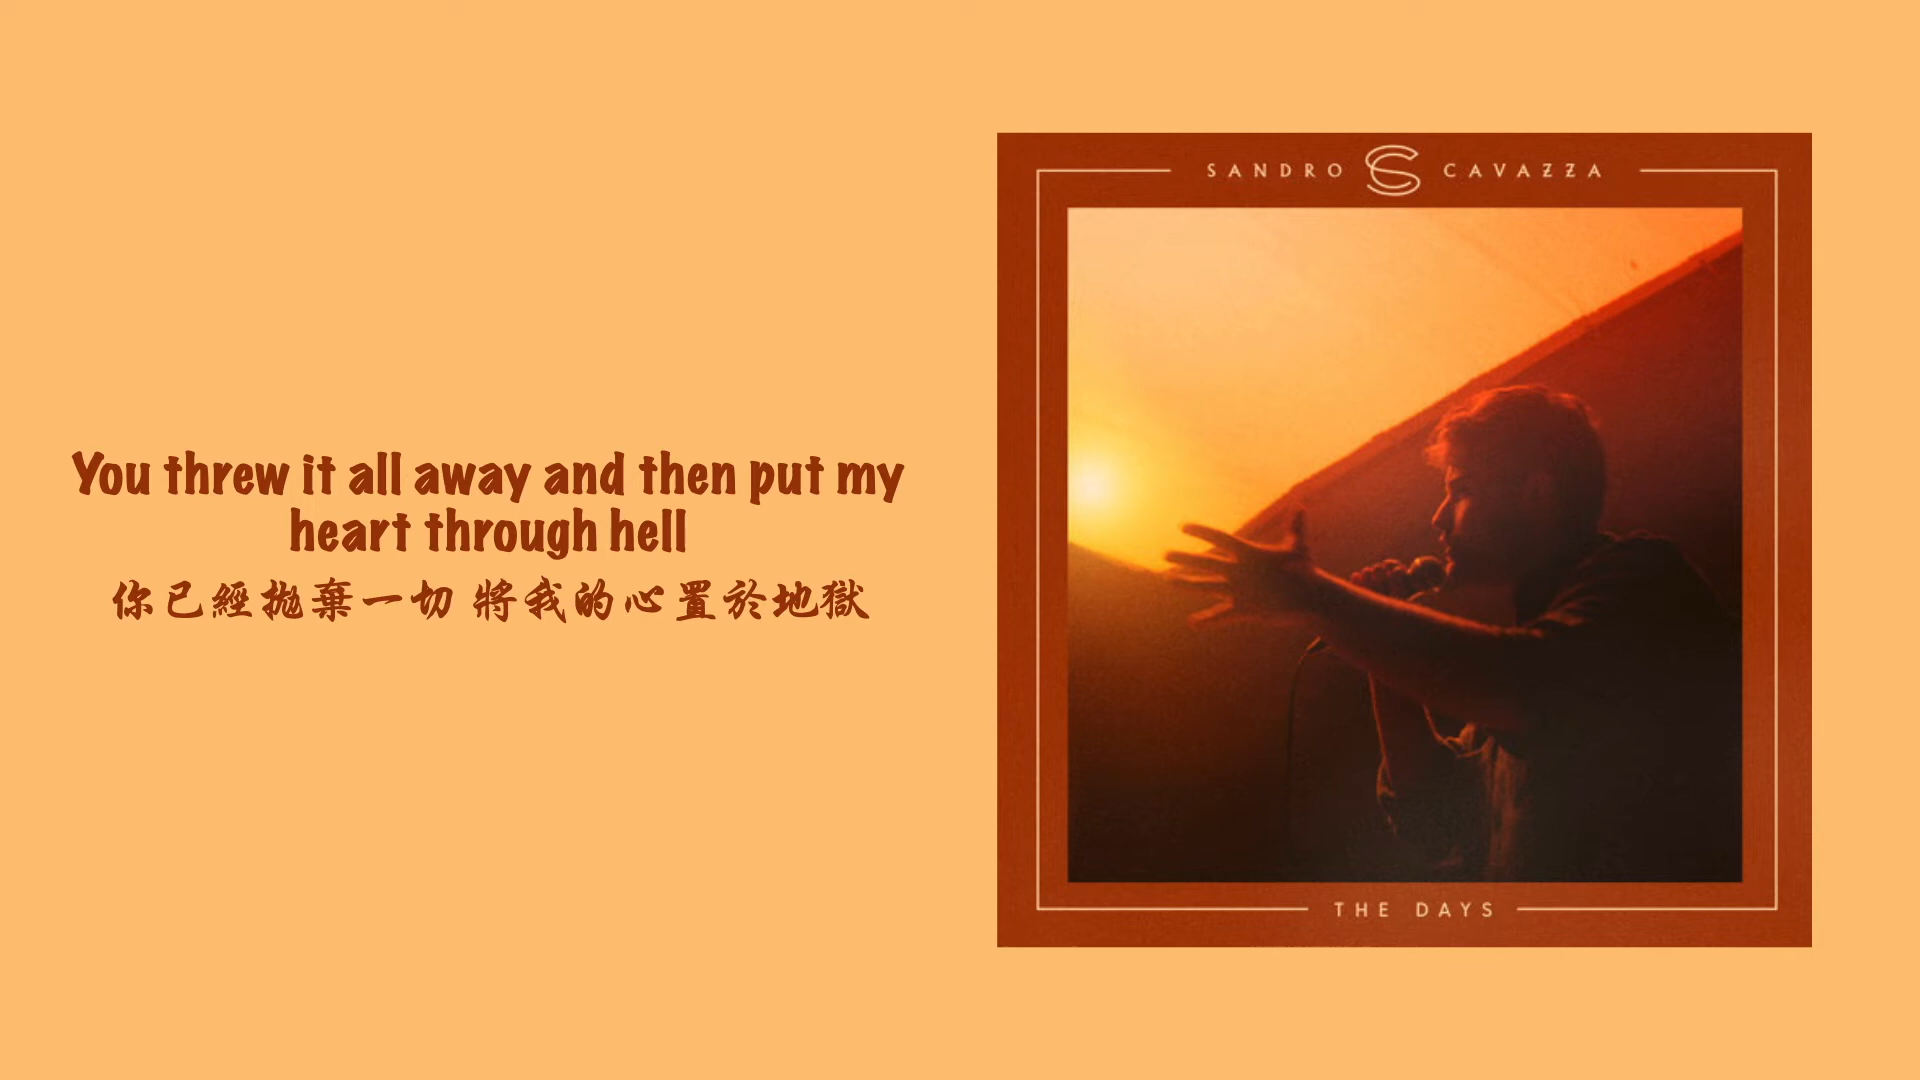 You threw it all away and then put my
heart through hell
你已經拋棄一切 將我的心置於地獄
SANDRO SC CAVAZZA
THE DAYS